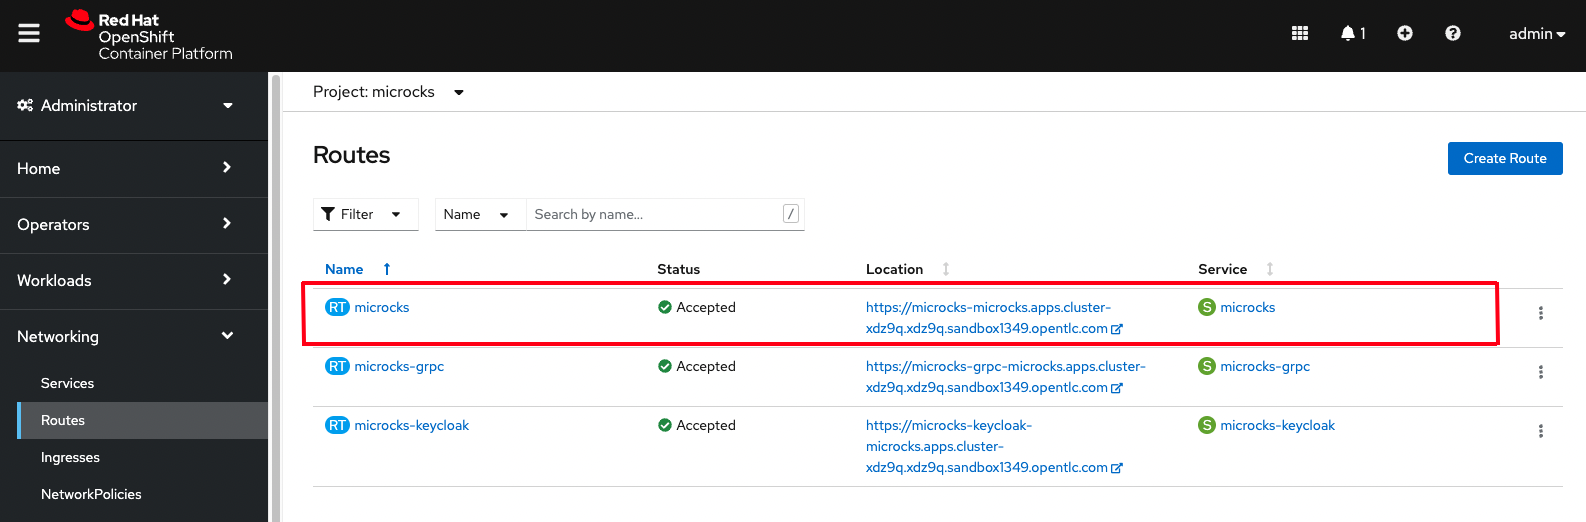 Red Hat
OpenShift
Container Platform
1
admin
Administrator
Home
Operators
Workloads
Networking
Services
Routes
Ingresses
NetworkPolicies
Project: microcks
Routes
Create Route
Filter
Name
Search by name...
/
Name Status Location Service
RT microcks Accepted https://microcks-microcks.apps.cluster- S microcks
xdz9q.xdz9q.sandbox1349.opentlc.com
RT microcks-grpc Accepted https://microcks-grpc-microcks.apps.cluster- S microcks-grpc
xdz9q.xdz9q.sandbox1349.opentlc.com
RT microcks-keycloak Accepted https://microcks-keycloak- S microcks-keycloak
microcks.apps.cluster-
xdz9q.xdz9q.sandbox1349.opentlc.com